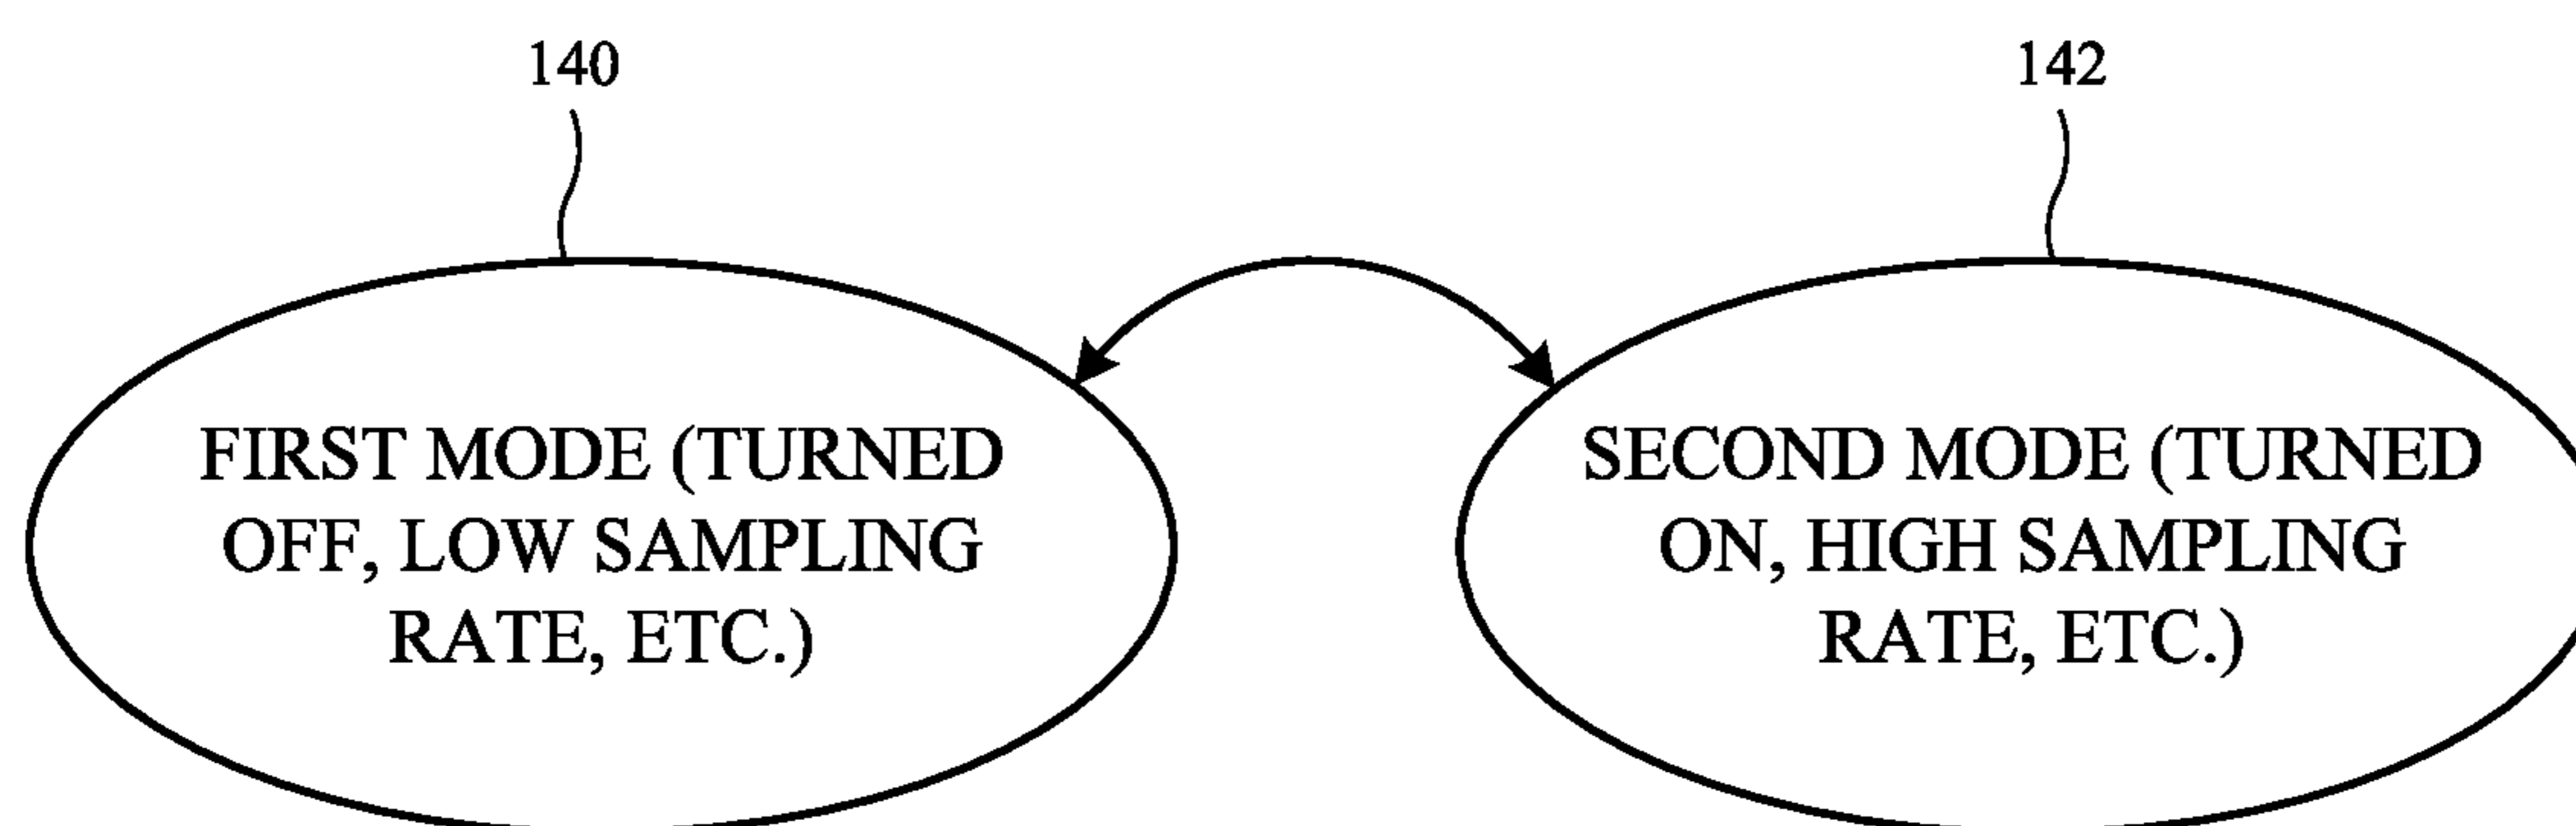 140
142
FIRST MODE (TURNED
OFF, LOW SAMPLING
RATE, ETC.)
SECOND MODE (TURNED
ON, HIGH SAMPLING
RATE, ETC.)